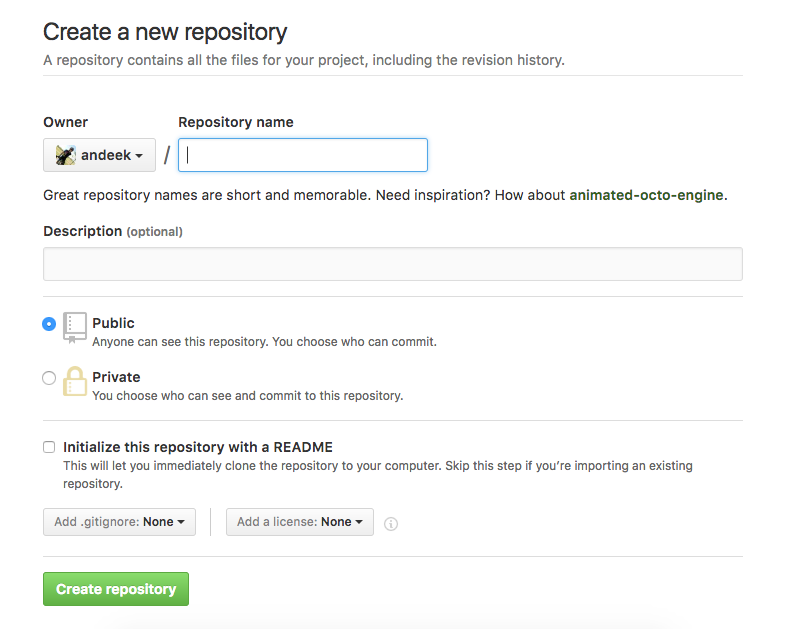 Create a new repository
A repository contains all the files for your project, including the revision history.
Owner
Repository name
andeek
/
Great repository names are short and memorable. Need inspiration? How about animated-octo-engine.
Description (optional)
Public
Anyone can see this repository. You choose who can commit.
Private
You choose who can see and commit to this repository.
Initialize this repository with a README
This will let you immediately clone the repository to your computer. Skip this step if you’re importing an existing
repository.
Add .gitignore: None
Add a license: None
Create repository